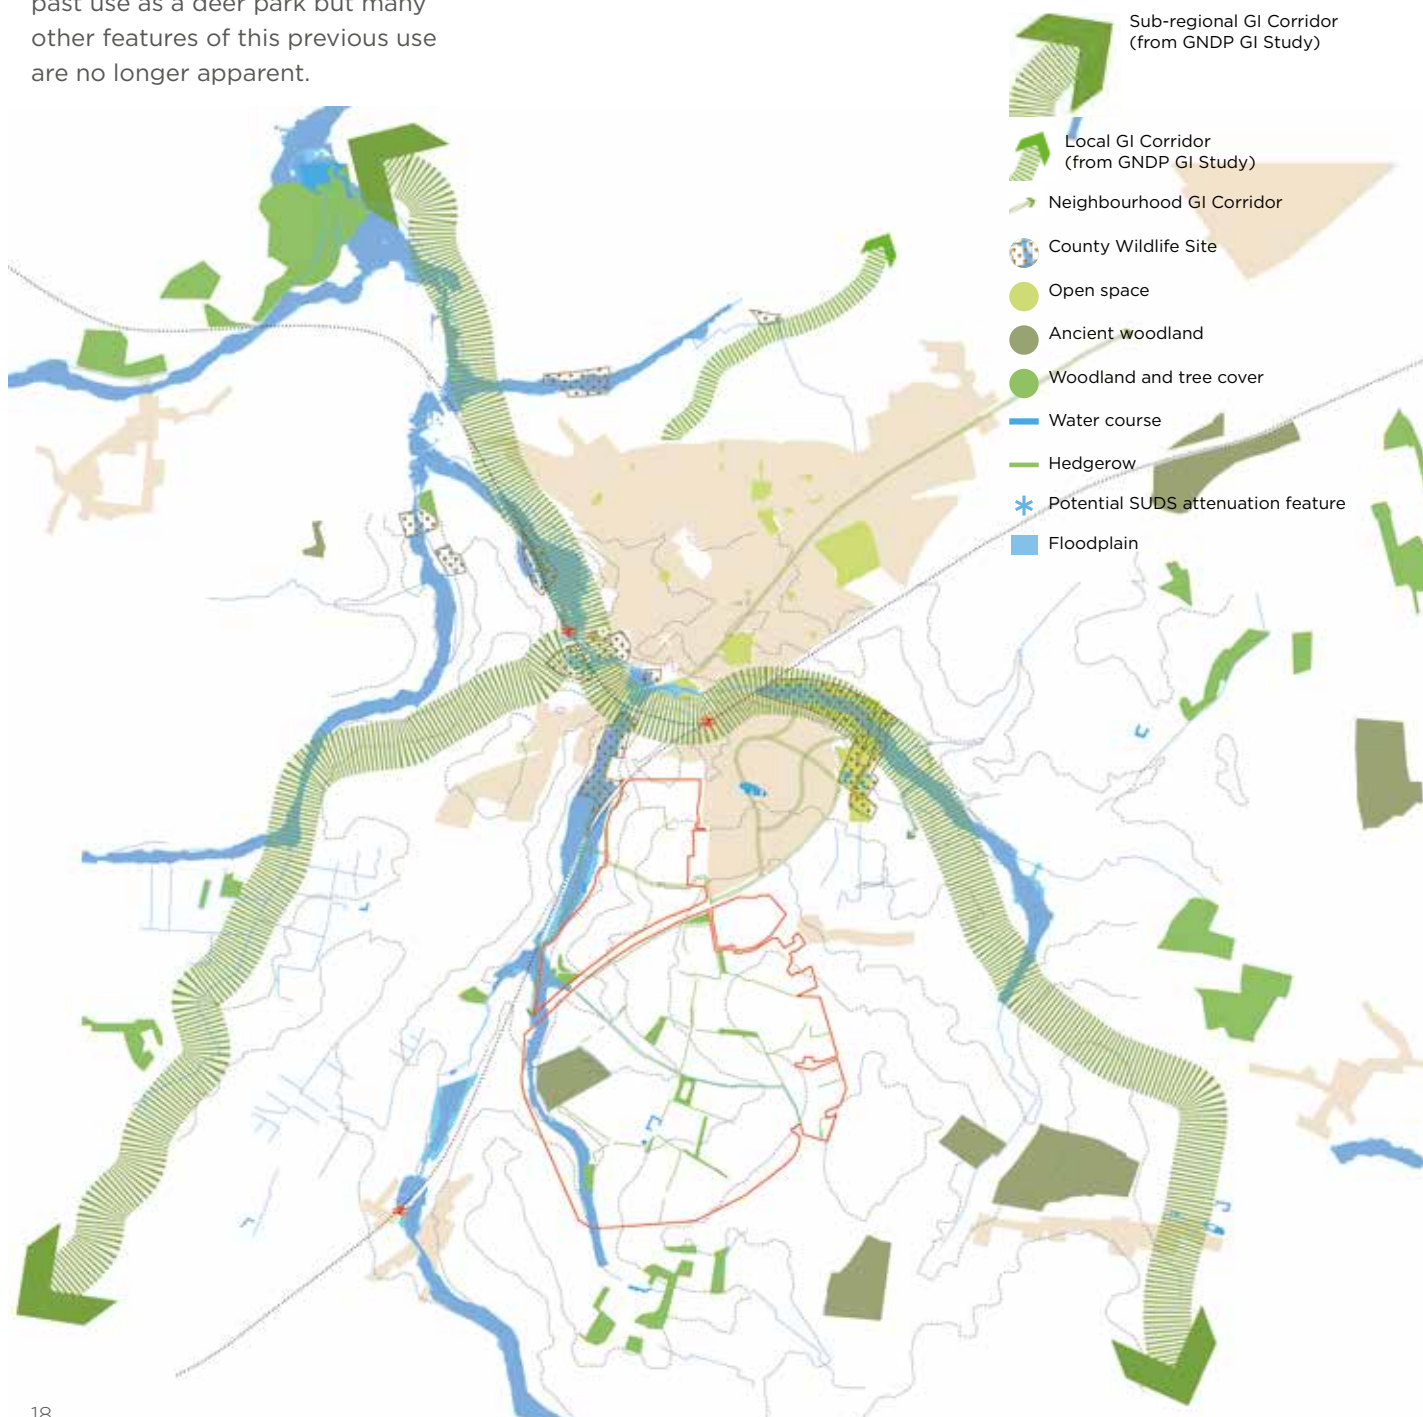 past use as a deer park but many
other features of this previous use
are no longer apparent.
Sub-regional GI Corridor
(from GNDP GI Study)
Local GI Corridor
(from GNDP GI Study)
Neighbourhood GI Corridor
County Wildlife Site
Open space
Ancient woodland
Woodland and tree cover
Water course
Hedgerow
Potential SUDS attenuation feature
Floodplain
18